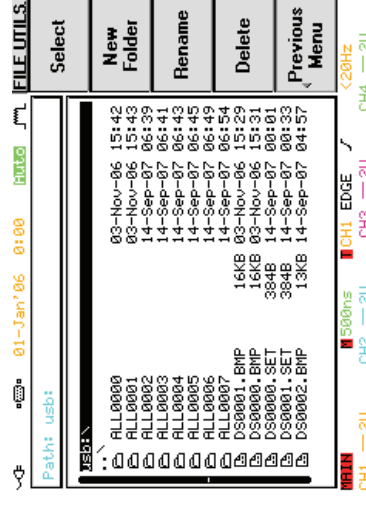 01-Jan'06 0:00 Auto FILE UTILS.
Path: usb:
usb:\
..
ALL0000 03-Nov-06 15:42
ALL0001 03-Nov-06 15:43
ALL0002 14-Sep-07 06:39
ALL0003 14-Sep-07 06:41
ALL0004 14-Sep-07 06:43
ALL0005 14-Sep-07 06:45
ALL0006 14-Sep-07 06:49
ALL0007 14-Sep-07 06:54
DS0001.BMP 16KB 03-Nov-06 15:29
DS0000.BMP 16KB 03-Nov-06 15:31
DS0000.SET 384B 14-Sep-07 00:01
DS0001.SET 384B 14-Sep-07 00:33
DS0002.BMP 13KB 14-Sep-07 04:57
Select
New
Folder
Rename
Delete
Previous
Menu
MAIN M 500ns T CH1 EDGE <20Hz
CH1 CH2 CH3 CH4